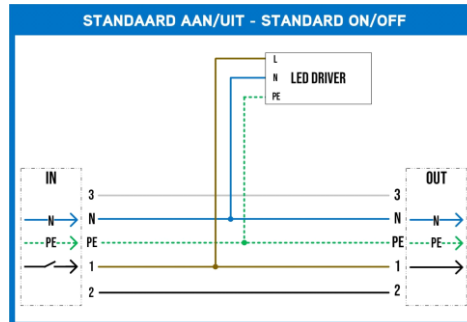 STANDAARD AAN/UIT - STANDARD ON/OFF
L
N LED DRIVER
PE
IN OUT
3 3
N N N N
PE PE PE PE
1 1
2 2